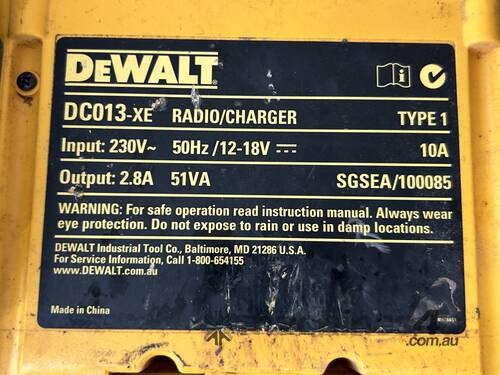 DEWALT
DC013-XE RADIO/CHARGER TYPE 1
Input: 230V~ 50Hz /12-18V 10A
Output: 2.8A 51VA SGSEA/100085
WARNING: For safe operation read instruction manual. Always wear
eye protection. Do not expose to rain or use in damp locations.
DEWALT Industrial Tool Co., Baltimore, MD 21286 U.S.A.
For Service Information, Call 1-800-654155
www.DEWALT.com.au
Made in China
.com.au